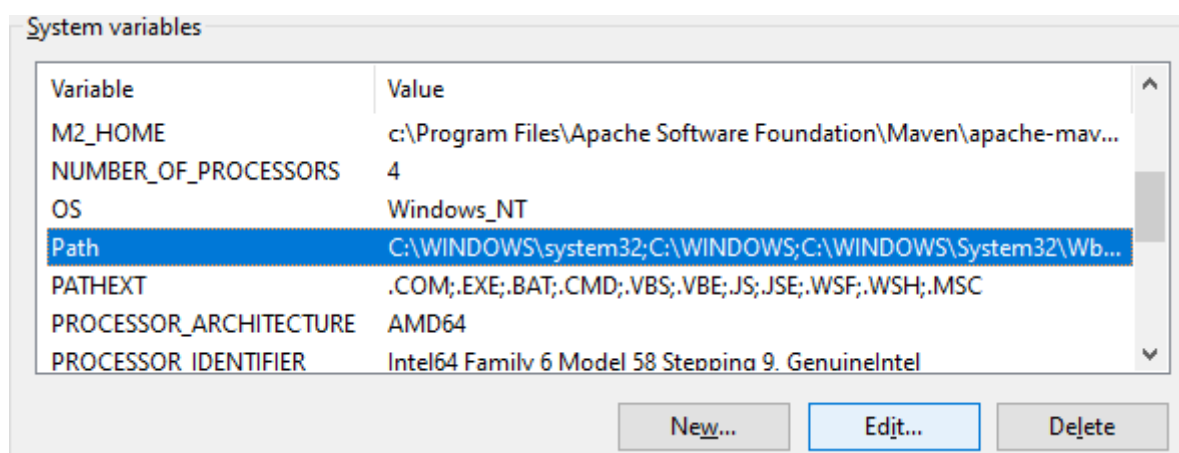 System variables
Variable Value
M2_HOME c:\Program Files\Apache Software Foundation\Maven\apache-mav...
NUMBER_OF_PROCESSORS 4
OS Windows_NT
Path C:\WINDOWS\system32;C:\WINDOWS;C:\WINDOWS\System32\Wb...
PATHEXT .COM;.EXE;.BAT;.CMD;.VBS;.VBE;.JS;.JSE;.WSF;.WSH;.MSC
PROCESSOR_ARCHITECTURE AMD64
PROCESSOR_IDENTIFIER Intel64 Family 6 Model 58 Stepping 9, GenuineIntel
New... Edit... Delete